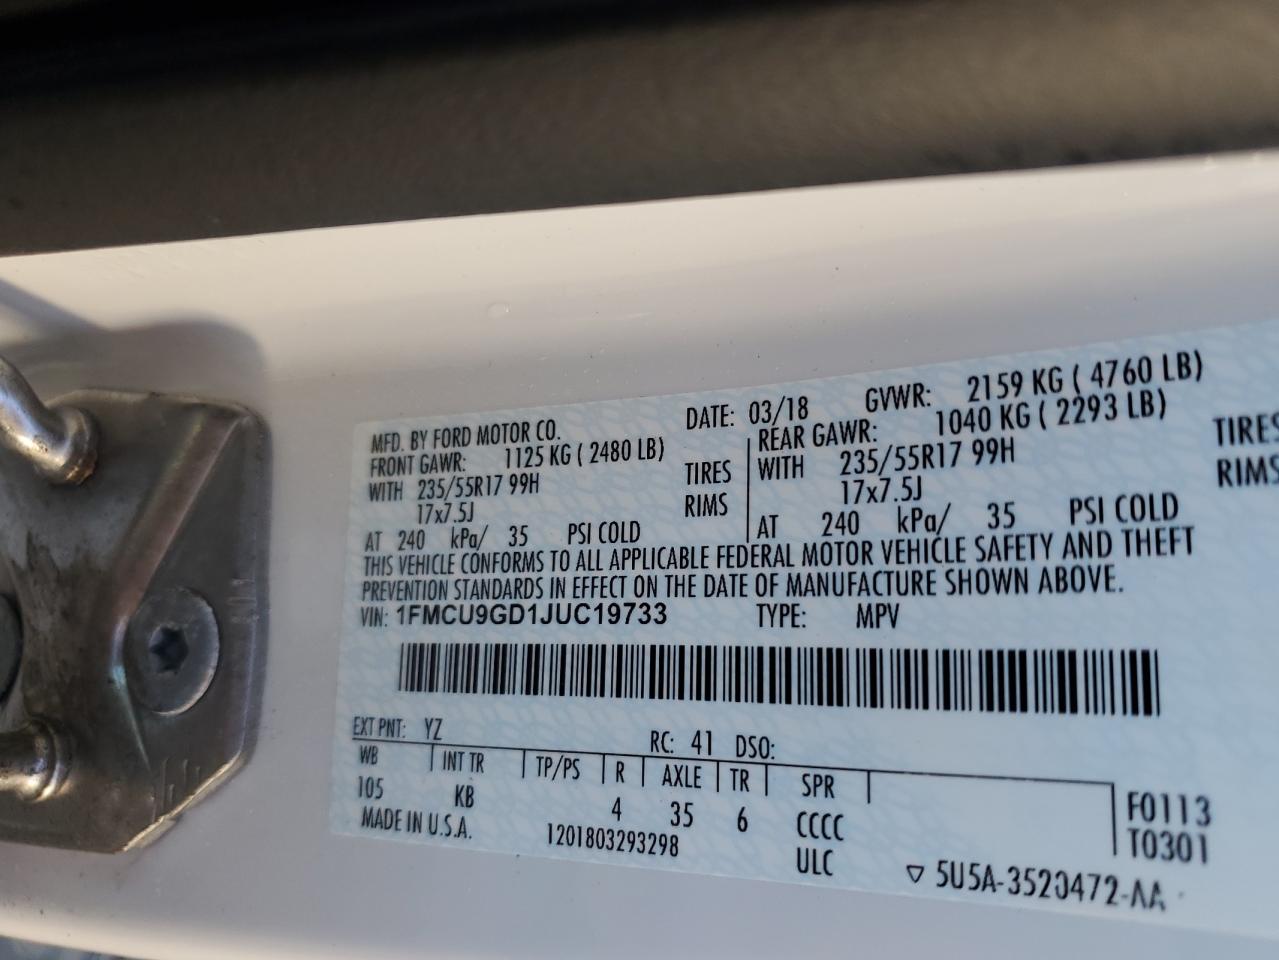 MFD. BY FORD MOTOR CO. DATE: 03/18 GVWR: 2159 KG ( 4760 LB)
FRONT GAWR: 1125 KG ( 2480 LB) REAR GAWR: 1040 KG ( 2293 LB)
WITH 235/55R17 99H TIRES WITH 235/55R17 99H TIRES
17x7.5J RIMS 17x7.5J RIMS
AT 240 kPa/ 35 PSI COLD AT 240 kPa/ 35 PSI COLD
THIS VEHICLE CONFORMS TO ALL APPLICABLE FEDERAL MOTOR VEHICLE SAFETY AND THEFT
PREVENTION STANDARDS IN EFFECT ON THE DATE OF MANUFACTURE SHOWN ABOVE.
VIN: 1FMCU9GD1JUC19733 TYPE: MPV
EXT PNT: YZ RC: 41 DSO:
WB INT TR TP/PS R AXLE TR SPR
105 KB 4 35 6 CCCC F0113
MADE IN U.S.A. 1201803293298 ULC T0301
5U5A-3520472-AA